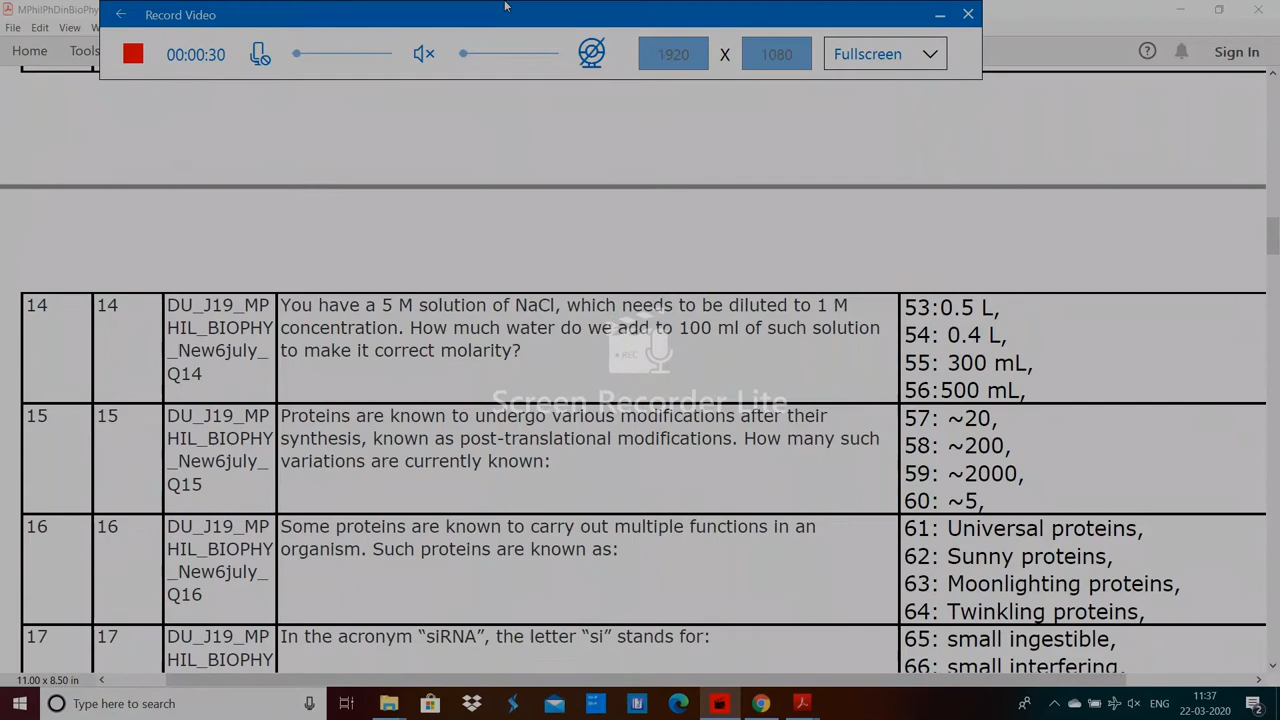 MPhilPhDinBioPhy
Record Video
File Edit View W
00:00:30
1920 X 1080 Fullscreen
Home Tools
Sign In
14 14 DU_J19_MP
HIL_BIOPHY
_New6july_
Q14
You have a 5 M solution of NaCl, which needs to be diluted to 1 M
concentration. How much water do we add to 100 ml of such solution
to make it correct molarity?
53:0.5 L,
54: 0.4 L,
55: 300 mL,
56:500 mL,
15 15 DU_J19_MP
HIL_BIOPHY
_New6july_
Q15
Proteins are known to undergo various modifications after their
synthesis, known as post-translational modifications. How many such
variations are currently known:
57: ~20,
58: ~200,
59: ~2000,
60: ~5,
16 16 DU_J19_MP
HIL_BIOPHY
_New6july_
Q16
Some proteins are known to carry out multiple functions in an
organism. Such proteins are known as:
61: Universal proteins,
62: Sunny proteins,
63: Moonlighting proteins,
64: Twinkling proteins,
17 17 DU_J19_MP
HIL_BIOPHY
In the acronym “siRNA”, the letter “si” stands for:
65: small ingestible,
66: small interfering,
REC
Screen Recorder Lite
11.00 x 8.50 in
Type here to search
ENG
11:37
22-03-2020
2